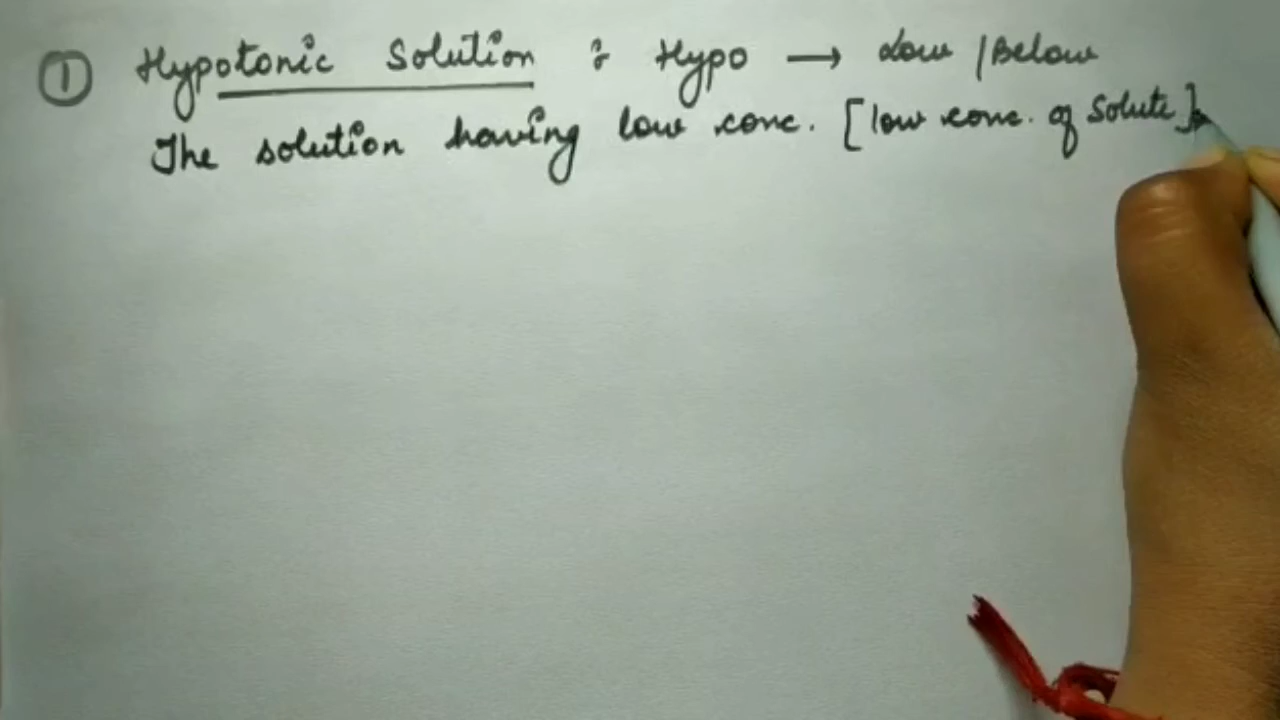 ① Hypotonic Solution : Hypo → Low / Below
The solution having low conc. [low conc. of Solute]